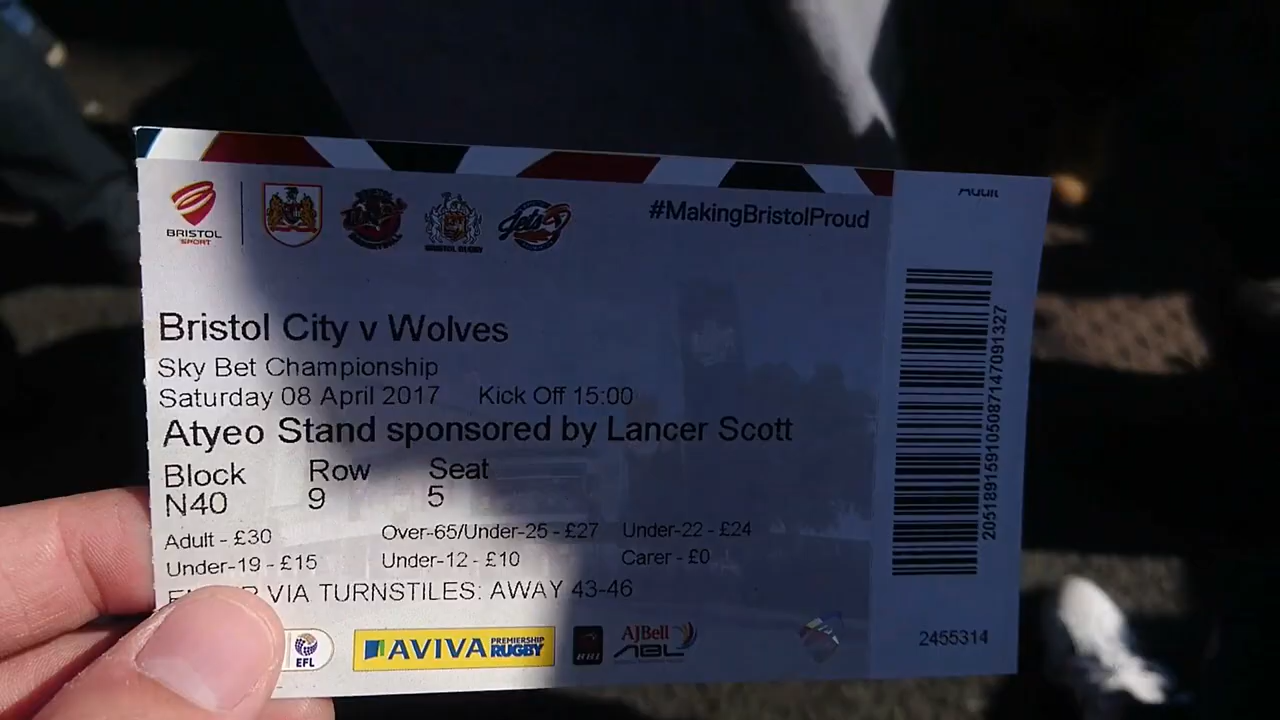 BRISTOL
SPORT
Jets
#MakingBristolProud
Adult
Bristol City v Wolves
Sky Bet Championship
Saturday 08 April 2017 Kick Off 15:00
Atyeo Stand sponsored by Lancer Scott
Block Row Seat
N40 9 5
Adult - £30 Over-65/Under-25 - £27 Under-22 - £24
Under-19 - £15 Under-12 - £10 Carer - £0
VIA TURNSTILES: AWAY 43-46
EFL
AVIVA PREMIERSHIP RUGBY
AJBell
2455314